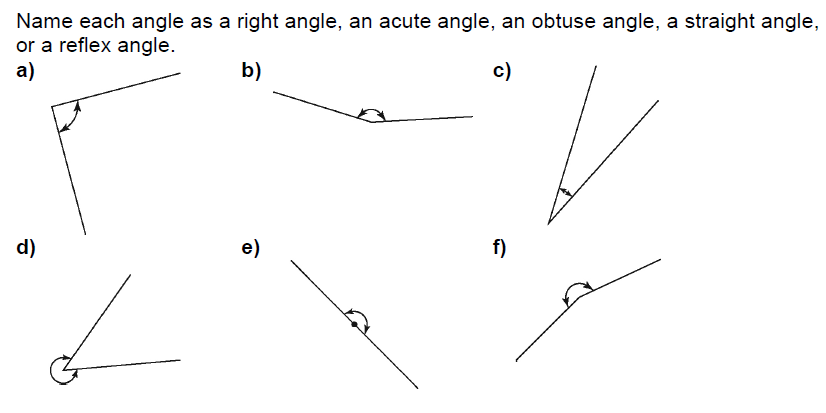 Name each angle as a right angle, an acute angle, an obtuse angle, a straight angle,
or a reflex angle.
a)
b)
c)
d)
e)
f)